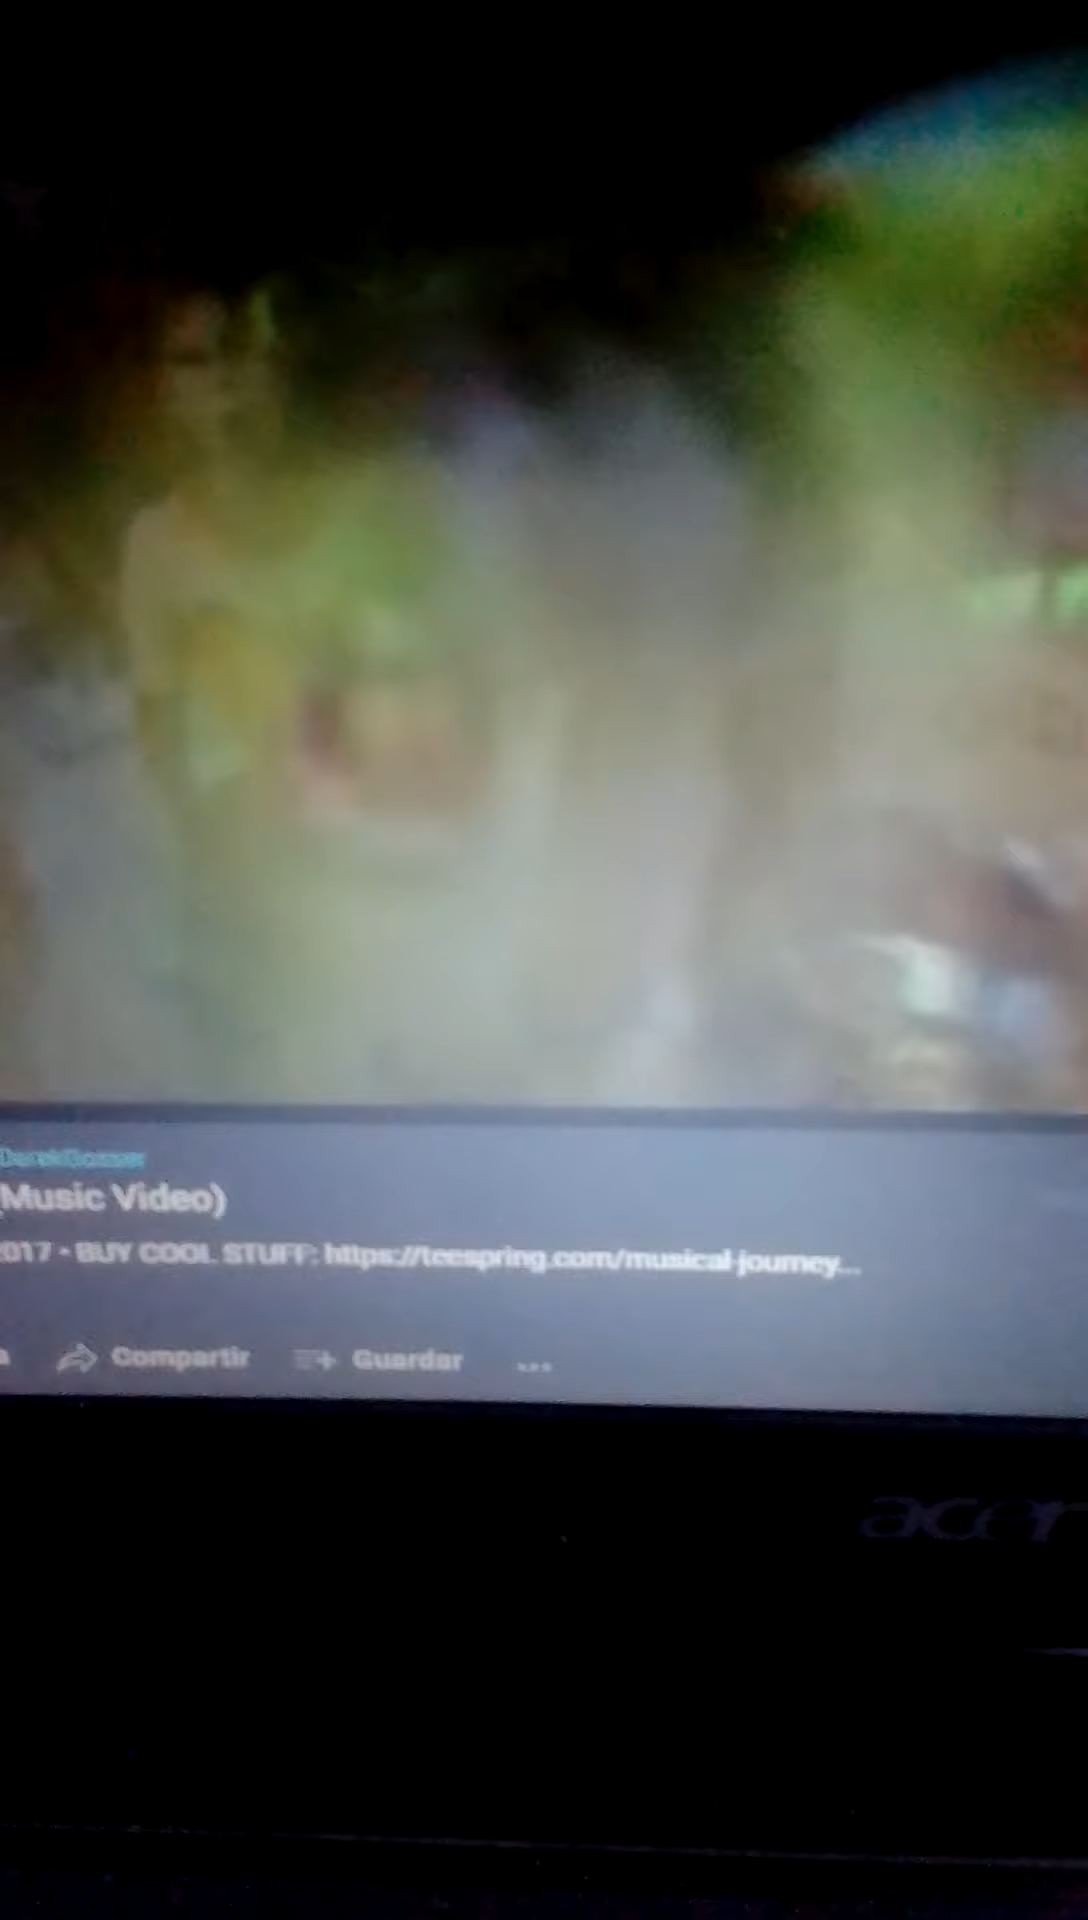 (Music Video)
2017 • BUY COOL STUFF: https://teespring.com/musical-journey...
Compartir Guardar ...
acer